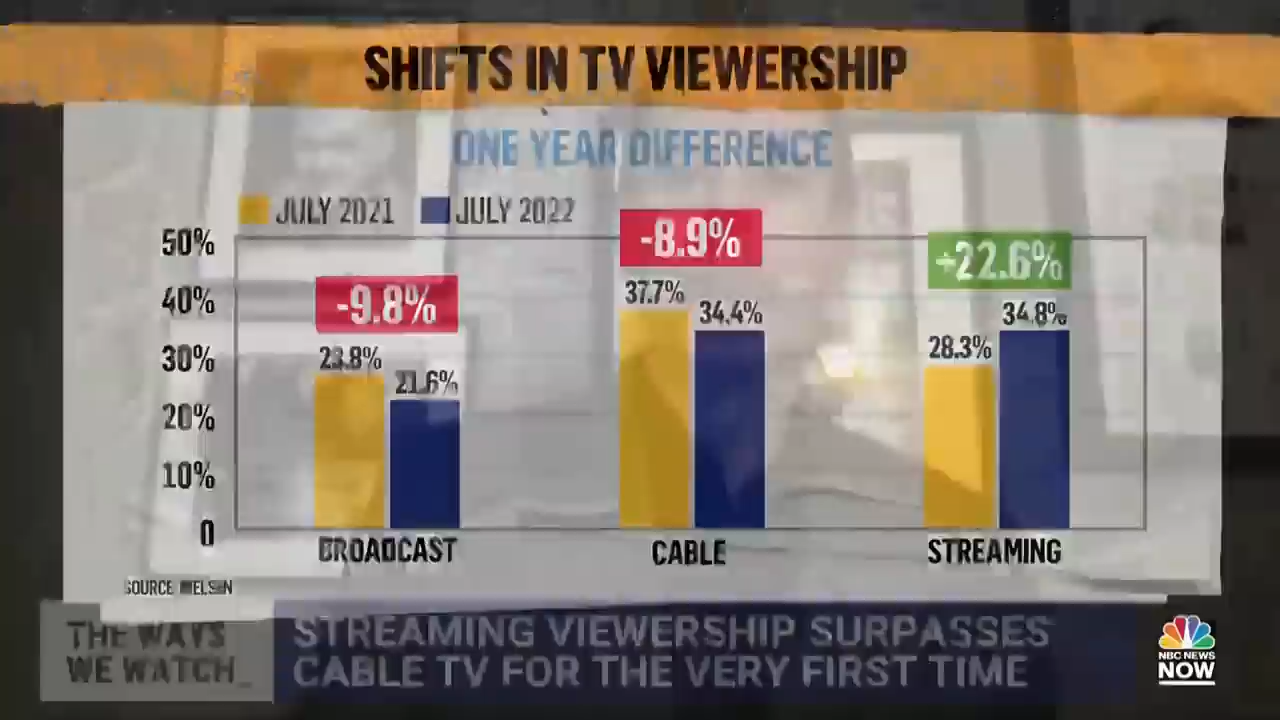 SHIFTS IN TV VIEWERSHIP
ONE YEAR DIFFERENCE
JULY 2021 JULY 2022
50%
40%
30%
20%
10%
0
-9.8%
23.8%
21.6%
-8.9%
37.7%
34.4%
+22.6%
28.3%
34.8%
BROADCAST CABLE STREAMING
SOURCE NIELSEN
THE WAYS
WE WATCH_
STREAMING VIEWERSHIP SURPASSES
CABLE TV FOR THE VERY FIRST TIME
NBC NEWS
NOW